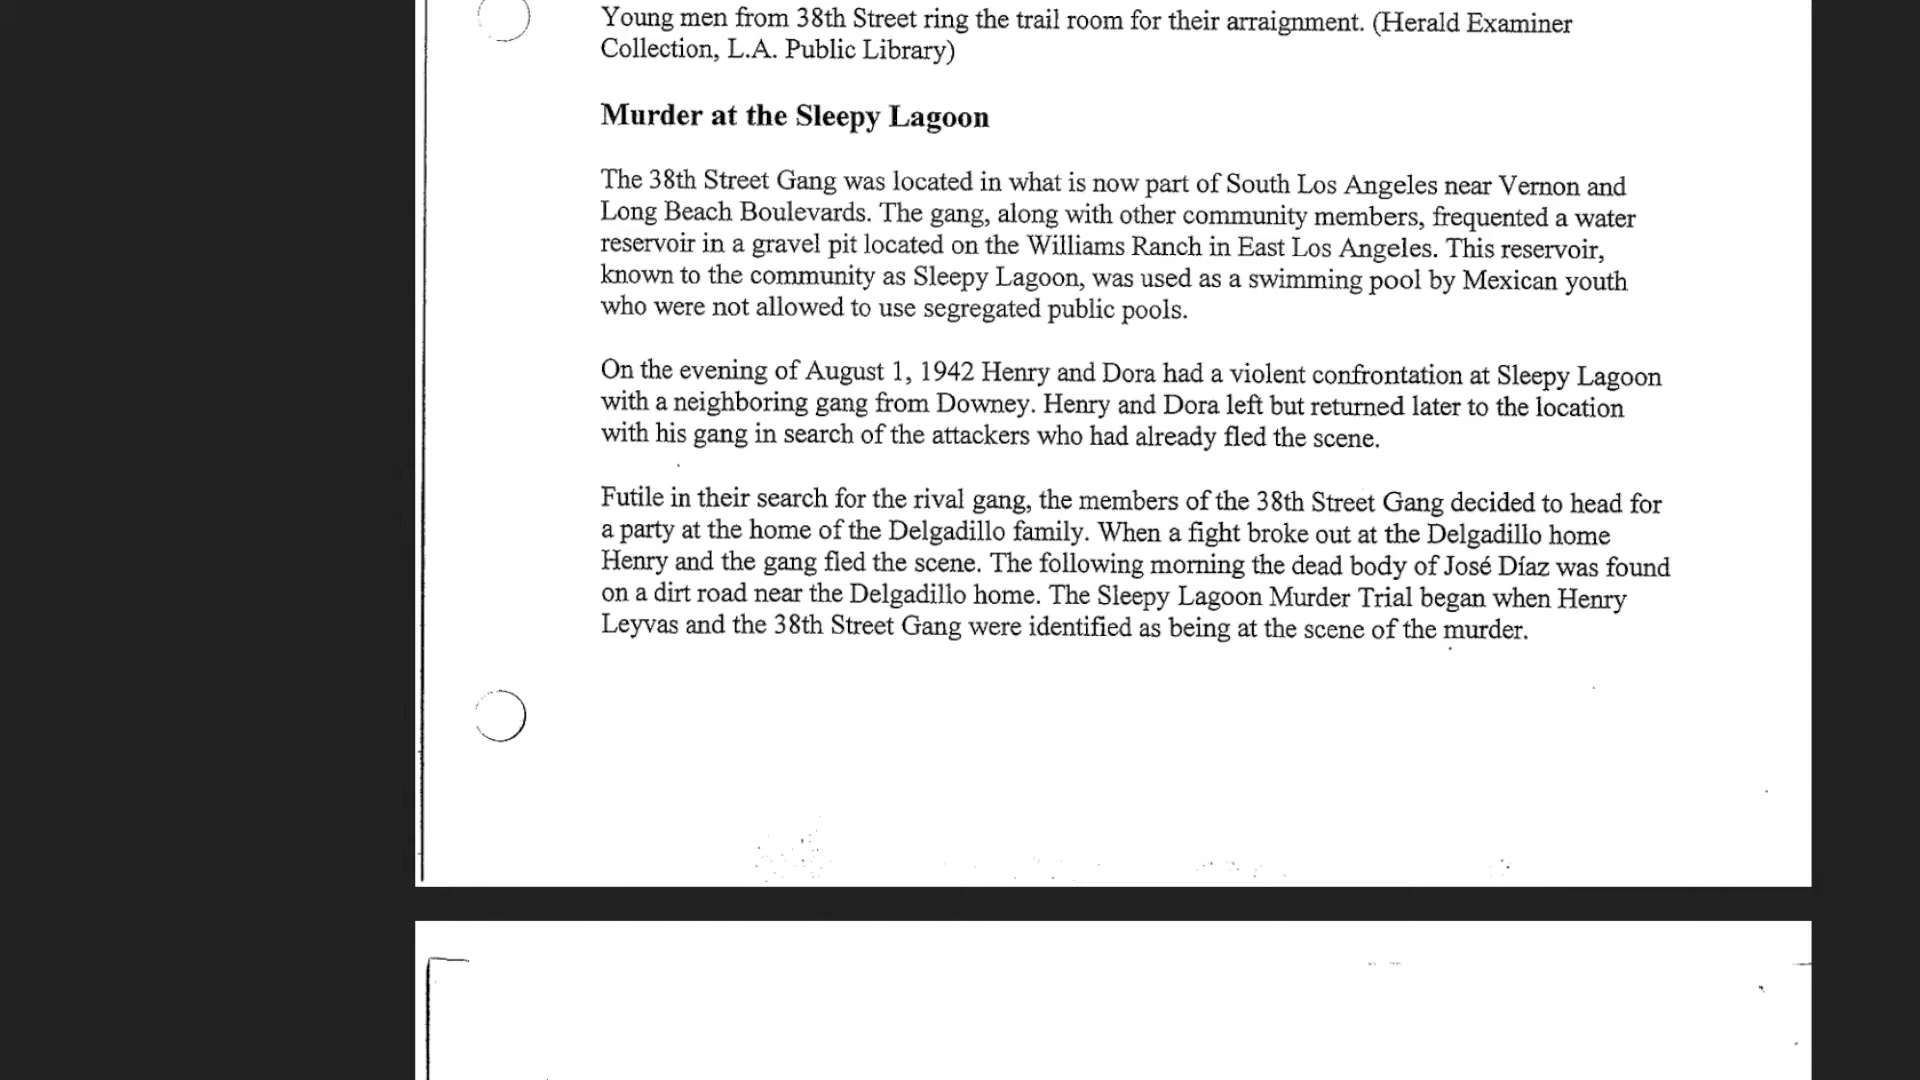 Young men from 38th Street ring the trail room for their arraignment. (Herald Examiner
Collection, L.A. Public Library)
Murder at the Sleepy Lagoon
The 38th Street Gang was located in what is now part of South Los Angeles near Vernon and
Long Beach Boulevards. The gang, along with other community members, frequented a water
reservoir in a gravel pit located on the Williams Ranch in East Los Angeles. This reservoir,
known to the community as Sleepy Lagoon, was used as a swimming pool by Mexican youth
who were not allowed to use segregated public pools.
On the evening of August 1, 1942 Henry and Dora had a violent confrontation at Sleepy Lagoon
with a neighboring gang from Downey. Henry and Dora left but returned later to the location
with his gang in search of the attackers who had already fled the scene.
Futile in their search for the rival gang, the members of the 38th Street Gang decided to head for
a party at the home of the Delgadillo family. When a fight broke out at the Delgadillo home
Henry and the gang fled the scene. The following morning the dead body of José Díaz was found
on a dirt road near the Delgadillo home. The Sleepy Lagoon Murder Trial began when Henry
Leyvas and the 38th Street Gang were identified as being at the scene of the murder.